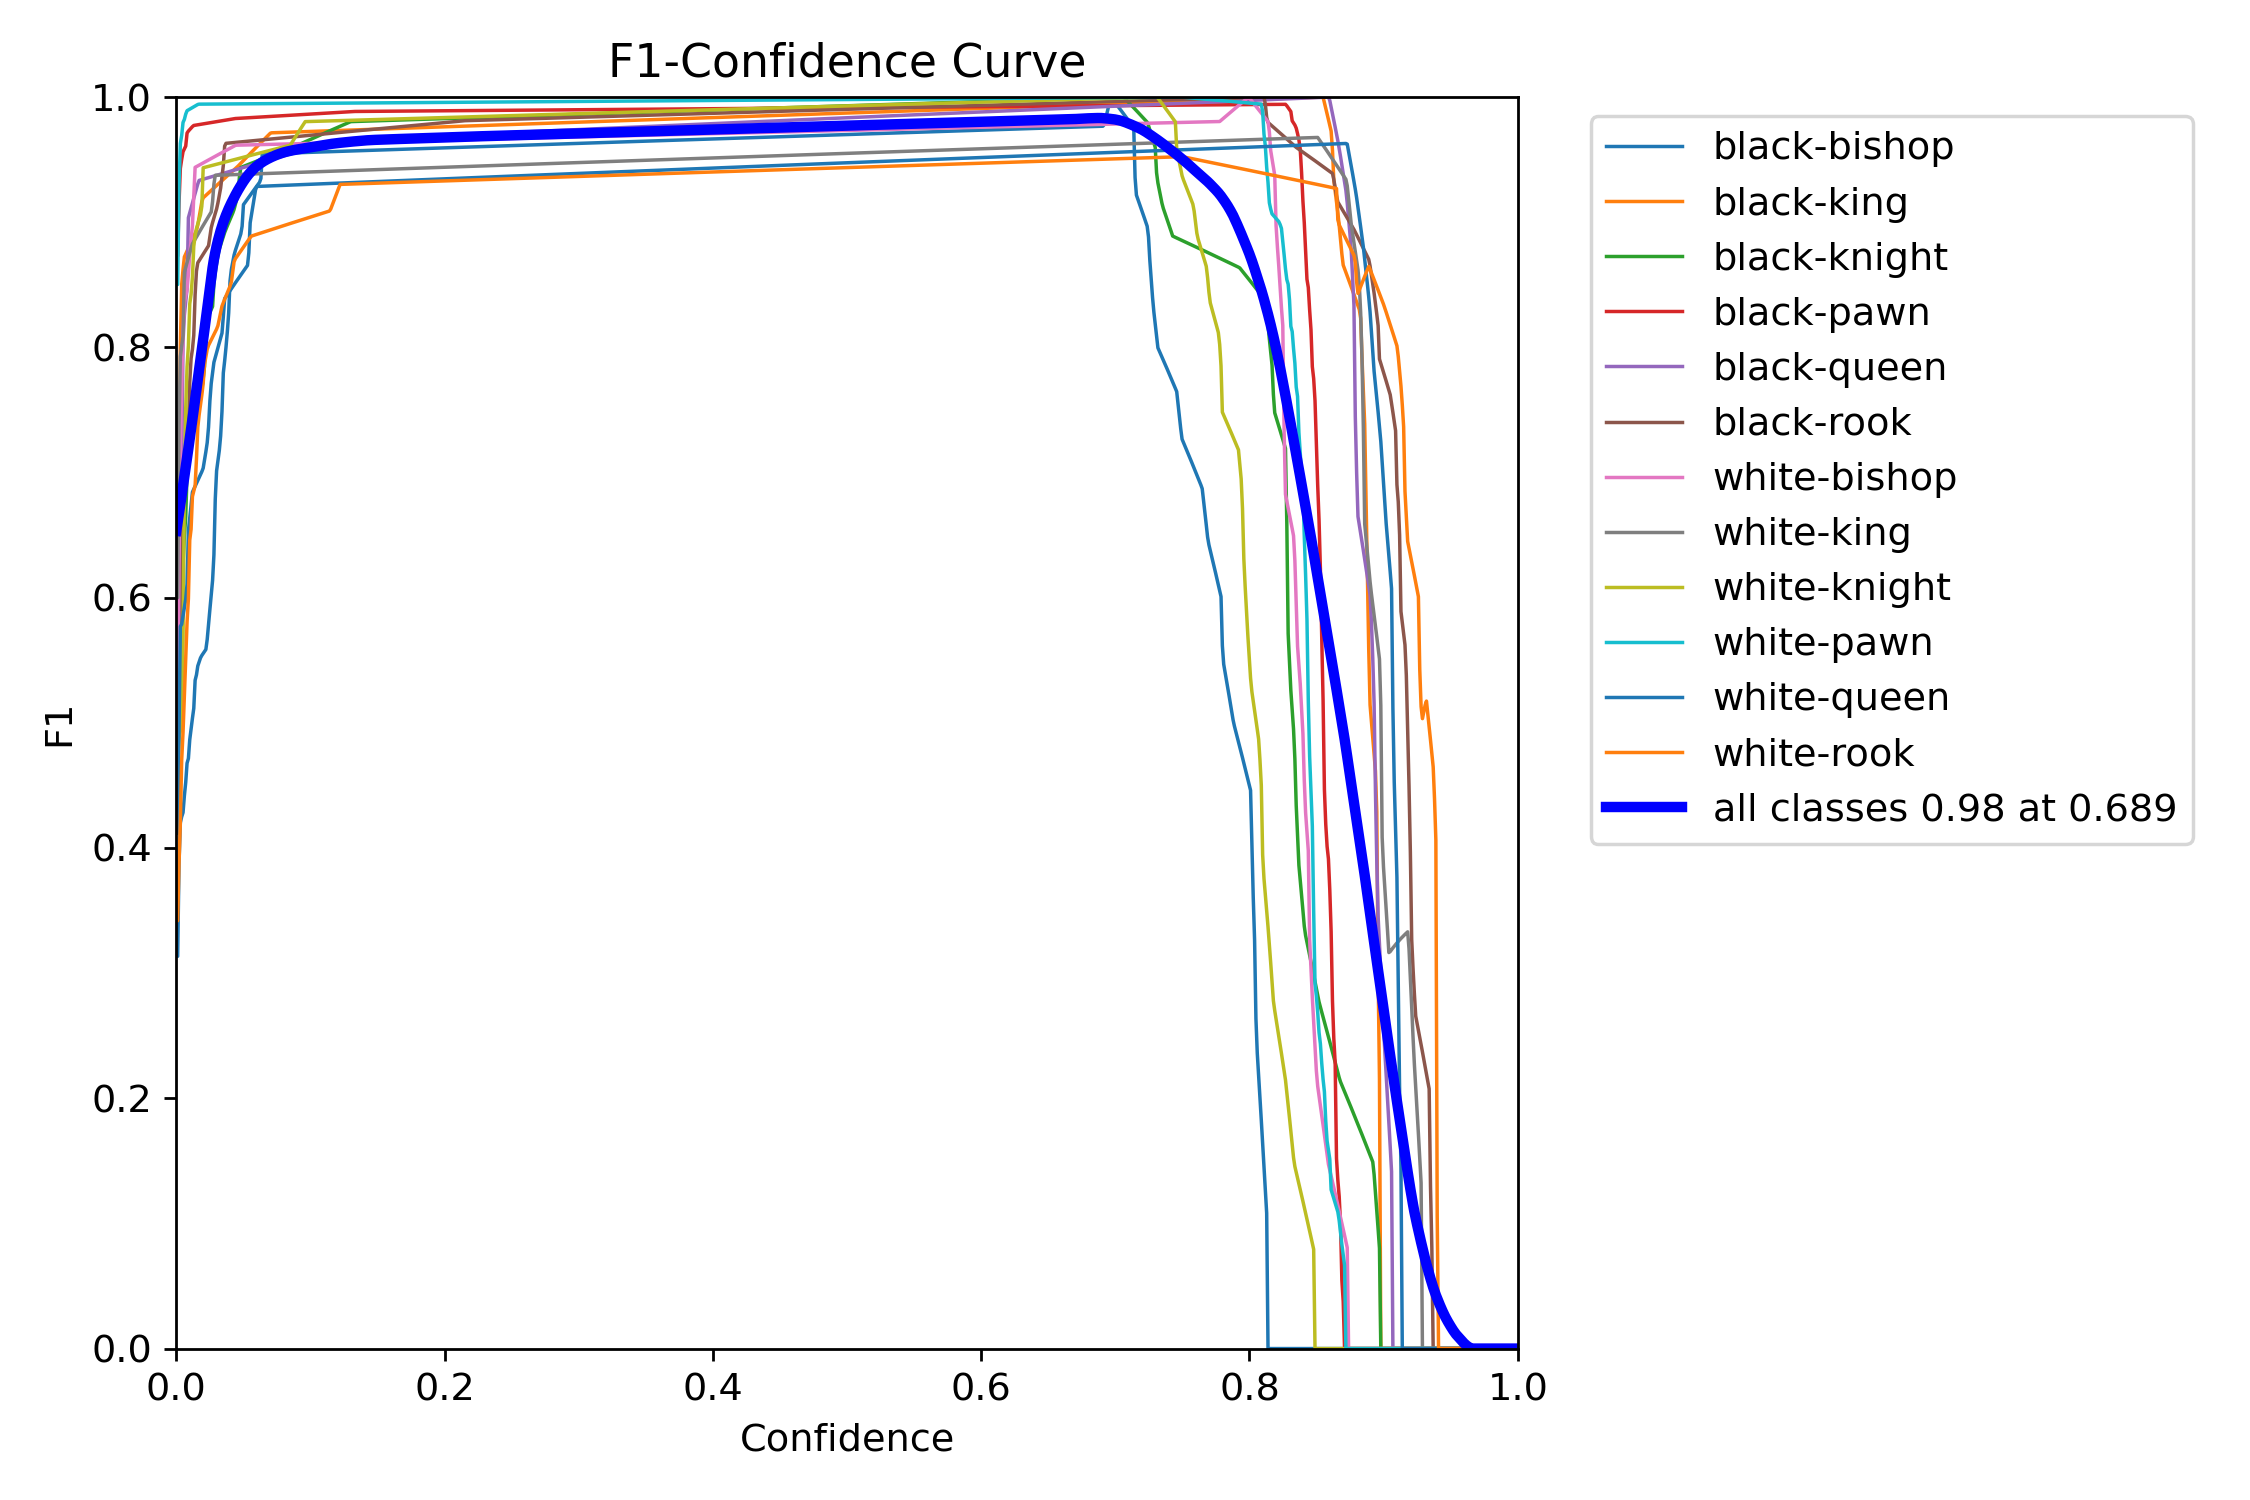 F1-Confidence Curve
1.0
0.8
0.6
0.4
0.2
0.0
F1
0.0 0.2 0.4 0.6 0.8 1.0
Confidence
black-bishop
black-king
black-knight
black-pawn
black-queen
black-rook
white-bishop
white-king
white-knight
white-pawn
white-queen
white-rook
all classes 0.98 at 0.689